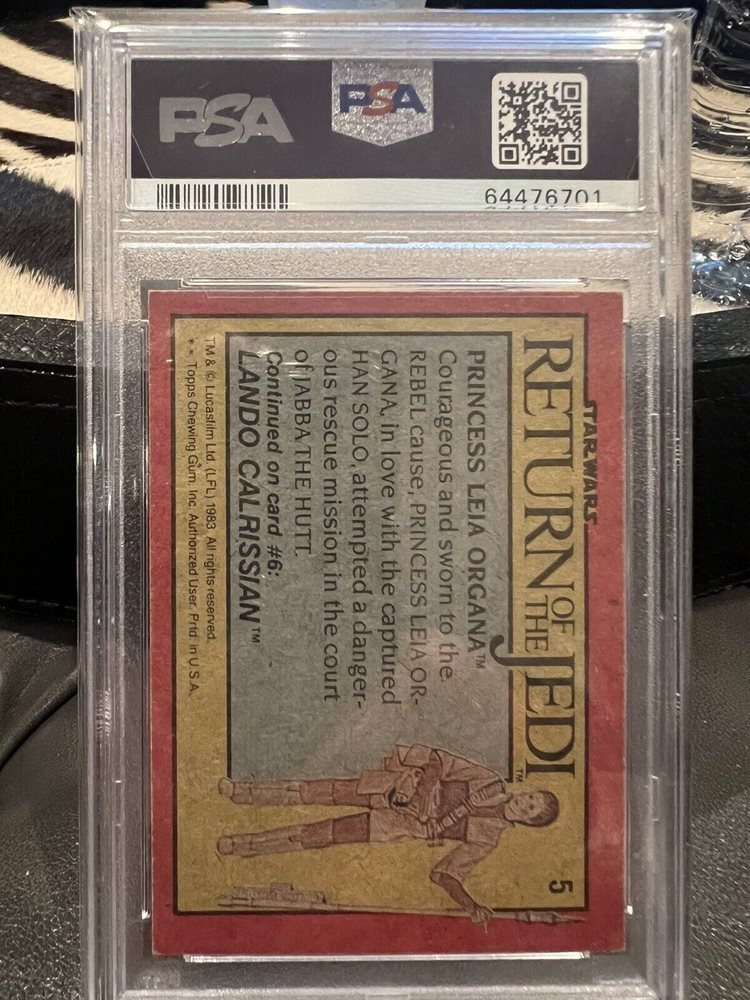 PSA
PSA
64476701
STAR WARS
RETURN OF THE JEDI™
5
PRINCESS LEIA ORGANA™
Courageous and sworn to the
REBEL cause, PRINCESS LEIA OR-
GANA, in love with the captured
HAN SOLO, attempted a danger-
ous rescue mission in the court
of JABBA THE HUTT.
Continued on card #6:
LANDO CALRISSIAN™
TM & © Lucasfilm Ltd. (LFL) 1983. All rights reserved.
* * Topps Chewing Gum, Inc. Authorized User. Prtd. in U.S.A.